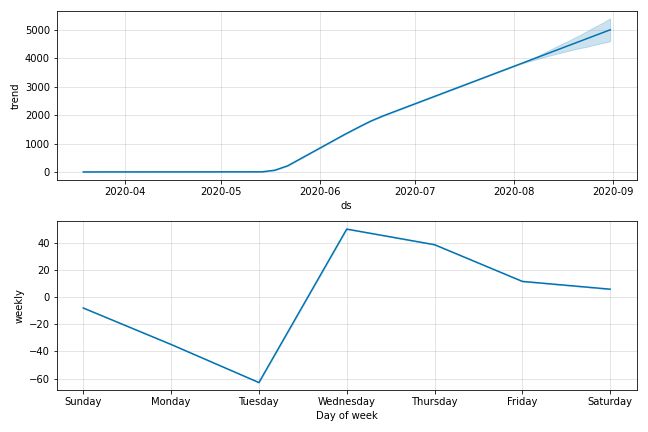 5000
4000
3000
2000
1000
0
trend
2020-04 2020-05 2020-06 2020-07 2020-08 2020-09
ds
40
20
0
−20
−40
−60
weekly
Sunday Monday Tuesday Wednesday Thursday Friday Saturday
Day of week